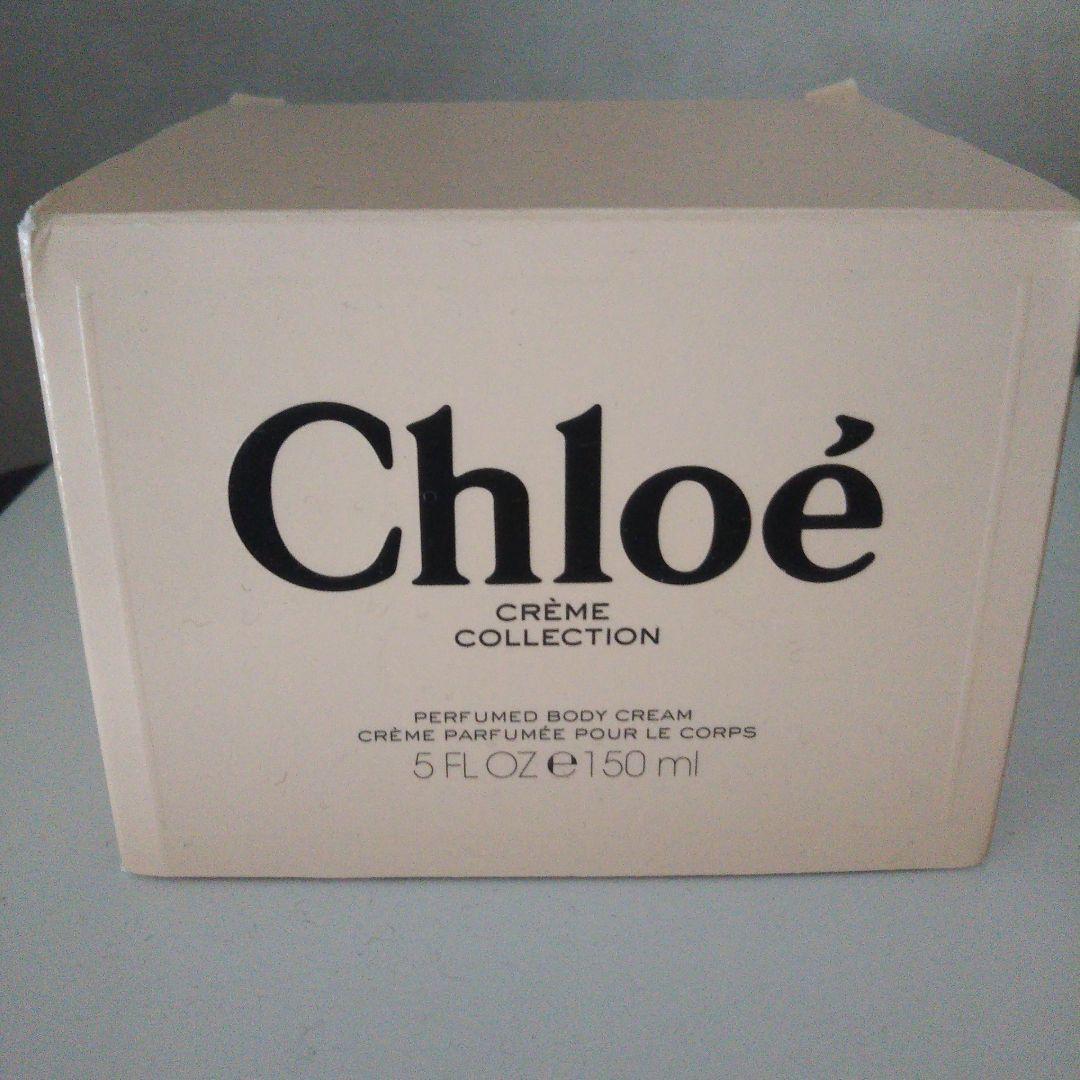 Chloé
CRÈME
COLLECTION
PERFUMED BODY CREAM
CRÈME PARFUMÉE POUR LE CORPS
5 FL OZ ℮ 150 ml